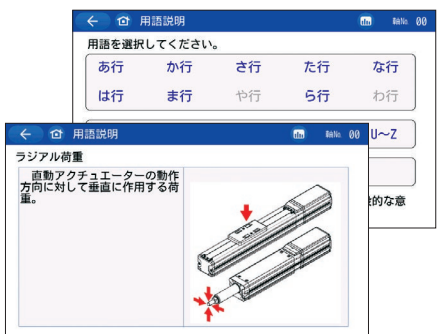 用語説明
軸No. 00
用語を選択してください。
あ行 か行 さ行 た行 な行
は行 ま行 や行 ら行 わ行
U～Z
的な意
用語説明
軸No. 00
ラジアル荷重
直動アクチュエーターの動作
方向に対して垂直に作用する荷
重。